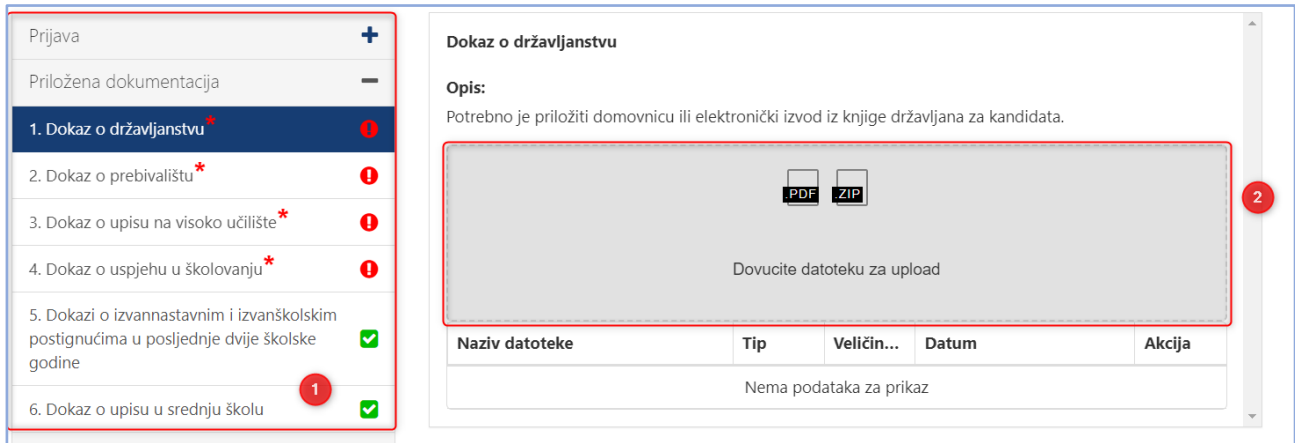 Prijava
Priložena dokumentacija
1. Dokaz o državljanstvu*
2. Dokaz o prebivalištu*
3. Dokaz o upisu na visoko učilište*
4. Dokaz o uspjehu u školovanju*
5. Dokazi o izvannastavnim i izvanškolskim
postignućima u posljednje dvije školske
godine
6. Dokaz o upisu u srednju školu
1
Dokaz o državljanstvu
Opis:
Potrebno je priložiti domovnicu ili elektronički izvod iz knjige državljana za kandidata.
.PDF .ZIP
2
Dovucite datoteku za upload
Naziv datoteke Tip Veličin... Datum Akcija
Nema podataka za prikaz